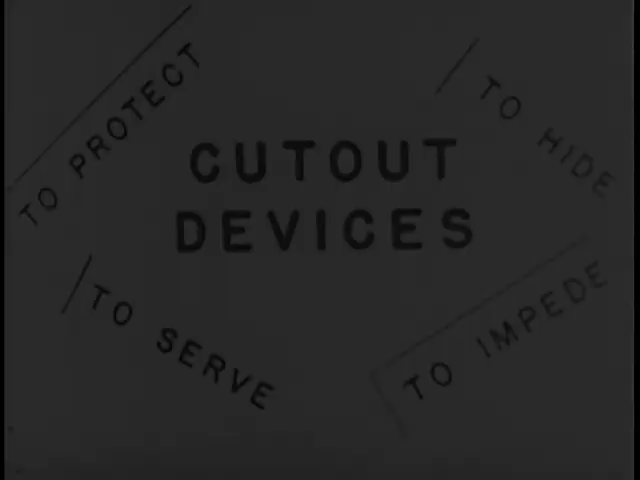 TO PROTECT
TO HIDE
CUTOUT
DEVICES
TO SERVE
TO IMPEDE